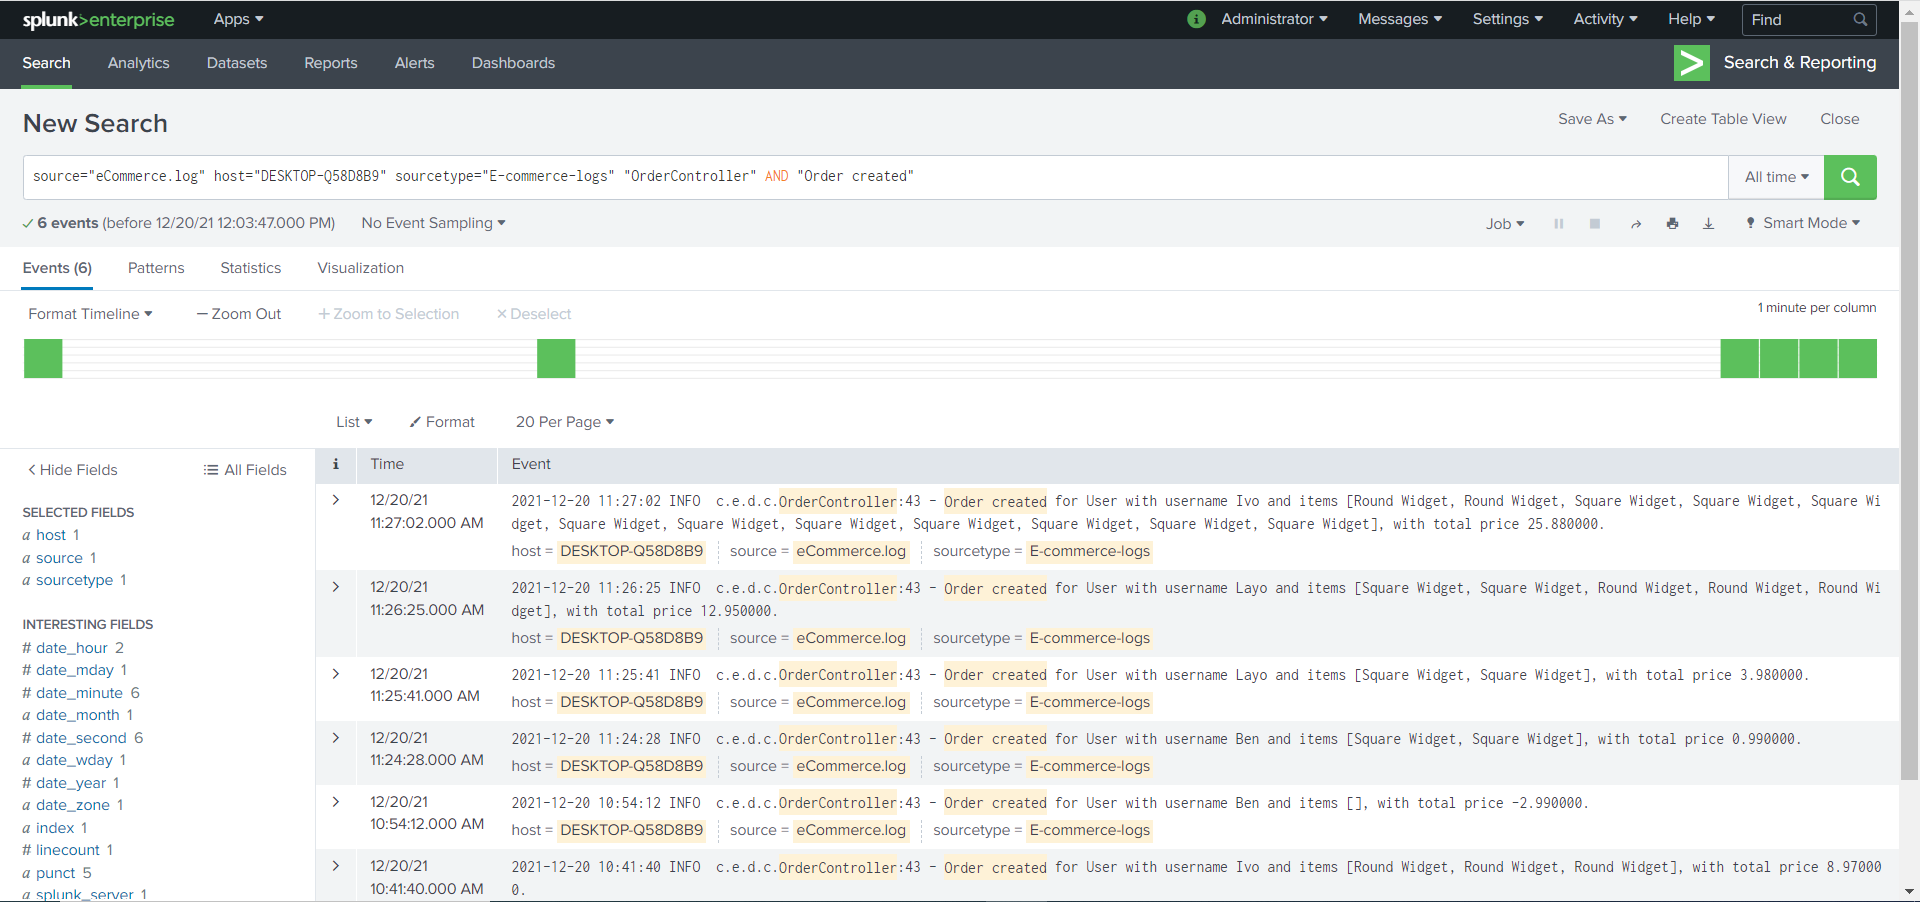 splunk>enterprise Apps Administrator Messages Settings Activity Help Find
Search Analytics Datasets Reports Alerts Dashboards Search & Reporting
New Search Save As Create Table View Close
source="eCommerce.log" host="DESKTOP-Q58D8B9" sourcetype="E-commerce-logs" "OrderController" AND "Order created" All time
6 events (before 12/20/21 12:03:47.000 PM) No Event Sampling Job Smart Mode
Events (6) Patterns Statistics Visualization
Format Timeline — Zoom Out + Zoom to Selection × Deselect 1 minute per column
List Format 20 Per Page
< Hide Fields All Fields
SELECTED FIELDS
a host 1
a source 1
a sourcetype 1
INTERESTING FIELDS
# date_hour 2
# date_mday 1
# date_minute 6
a date_month 1
# date_second 6
a date_wday 1
# date_year 1
a date_zone 1
a index 1
# linecount 1
a punct 5
a splunk_server 1
i Time Event
12/20/21
11:27:02.000 AM
2021-12-20 11:27:02 INFO c.e.d.c.OrderController:43 - Order created for User with username Ivo and items [Round Widget, Round Widget, Square Widget, Square Widget, Square Wi
dget, Square Widget, Square Widget, Square Widget, Square Widget, Square Widget, Square Widget, Square Widget], with total price 25.880000.
host = DESKTOP-Q58D8B9 source = eCommerce.log sourcetype = E-commerce-logs
12/20/21
11:26:25.000 AM
2021-12-20 11:26:25 INFO c.e.d.c.OrderController:43 - Order created for User with username Layo and items [Square Widget, Square Widget, Round Widget, Round Widget, Round Wi
dget], with total price 12.950000.
host = DESKTOP-Q58D8B9 source = eCommerce.log sourcetype = E-commerce-logs
12/20/21
11:25:41.000 AM
2021-12-20 11:25:41 INFO c.e.d.c.OrderController:43 - Order created for User with username Layo and items [Square Widget, Square Widget], with total price 3.980000.
host = DESKTOP-Q58D8B9 source = eCommerce.log sourcetype = E-commerce-logs
12/20/21
11:24:28.000 AM
2021-12-20 11:24:28 INFO c.e.d.c.OrderController:43 - Order created for User with username Ben and items [Square Widget, Square Widget], with total price 0.990000.
host = DESKTOP-Q58D8B9 source = eCommerce.log sourcetype = E-commerce-logs
12/20/21
10:54:12.000 AM
2021-12-20 10:54:12 INFO c.e.d.c.OrderController:43 - Order created for User with username Ben and items [], with total price -2.990000.
host = DESKTOP-Q58D8B9 source = eCommerce.log sourcetype = E-commerce-logs
12/20/21
10:41:40.000 AM
2021-12-20 10:41:40 INFO c.e.d.c.OrderController:43 - Order created for User with username Ivo and items [Round Widget, Round Widget, Round Widget], with total price 8.97000
0.